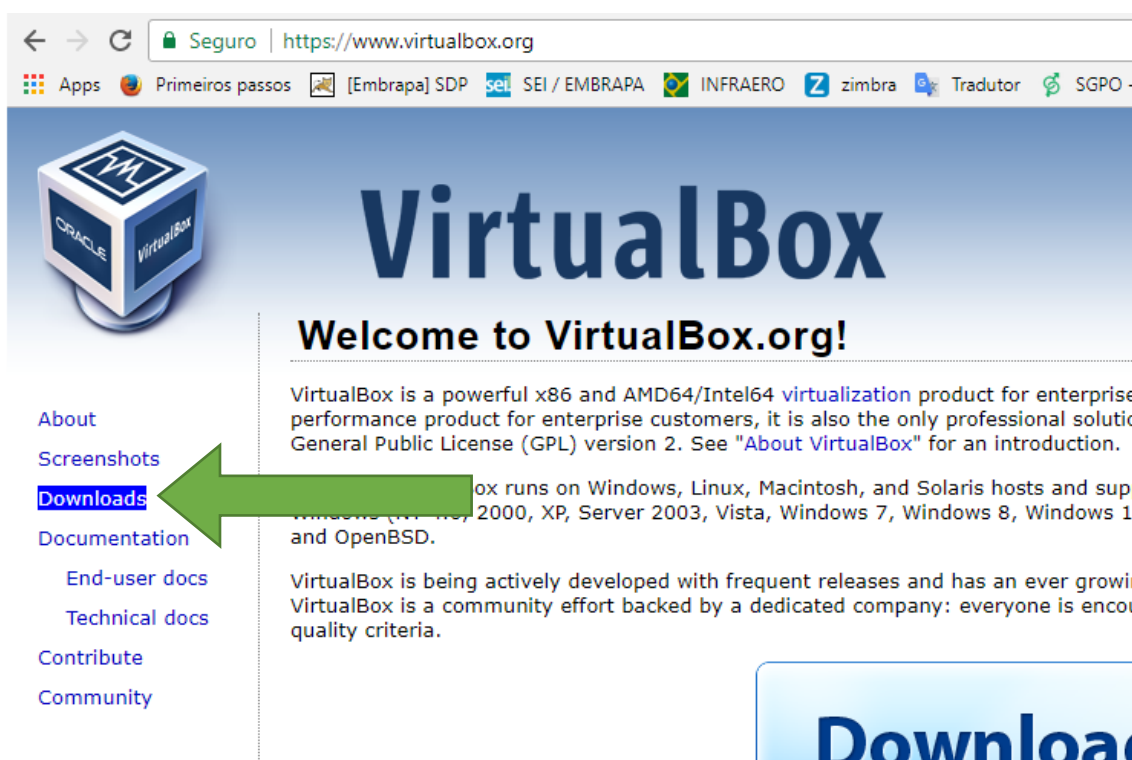 Seguro | https://www.virtualbox.org
Apps Primeiros passos [Embrapa] SDP sei. SEI / EMBRAPA INFRAERO Z zimbra Tradutor SGPO -
ORACLE VirtualBox
VirtualBox
Welcome to VirtualBox.org!
About
Screenshots
Downloads
Documentation
End-user docs
Technical docs
Contribute
Community
VirtualBox is a powerful x86 and AMD64/Intel64 virtualization product for enterprise
performance product for enterprise customers, it is also the only professional
General Public License (GPL) version 2. See "About VirtualBox" for an introduction.
runs on Windows, Linux, Macintosh, and Solaris hosts and
2000, XP, Server 2003, Vista, Windows 7, Windows 8, Windows 1
and OpenBSD.
VirtualBox is being actively developed with frequent releases and has an ever
VirtualBox is a community effort backed by a dedicated company: everyone is
quality criteria.